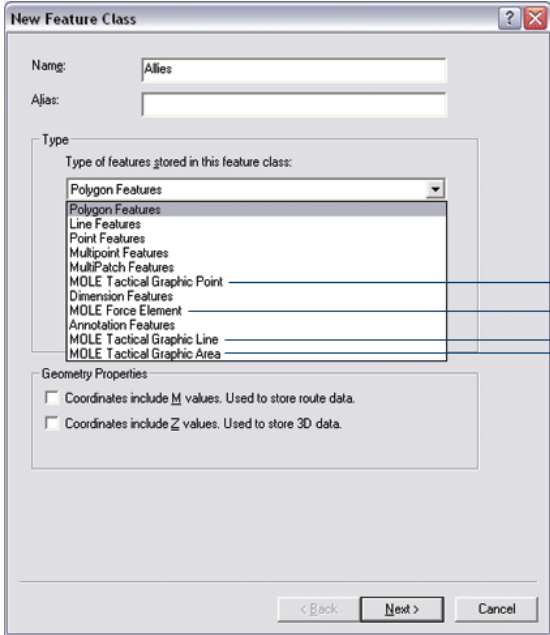 New Feature Class
?
Name:
Allies
Alias:
Type
Type of features stored in this feature class:
Polygon Features
Polygon Features
Line Features
Point Features
Multipoint Features
MultiPatch Features
MOLE Tactical Graphic Point
Dimension Features
MOLE Force Element
Annotation Features
MOLE Tactical Graphic Line
MOLE Tactical Graphic Area
Geometry Properties
Coordinates include M values. Used to store route data.
Coordinates include Z values. Used to store 3D data.
< Back
Next >
Cancel